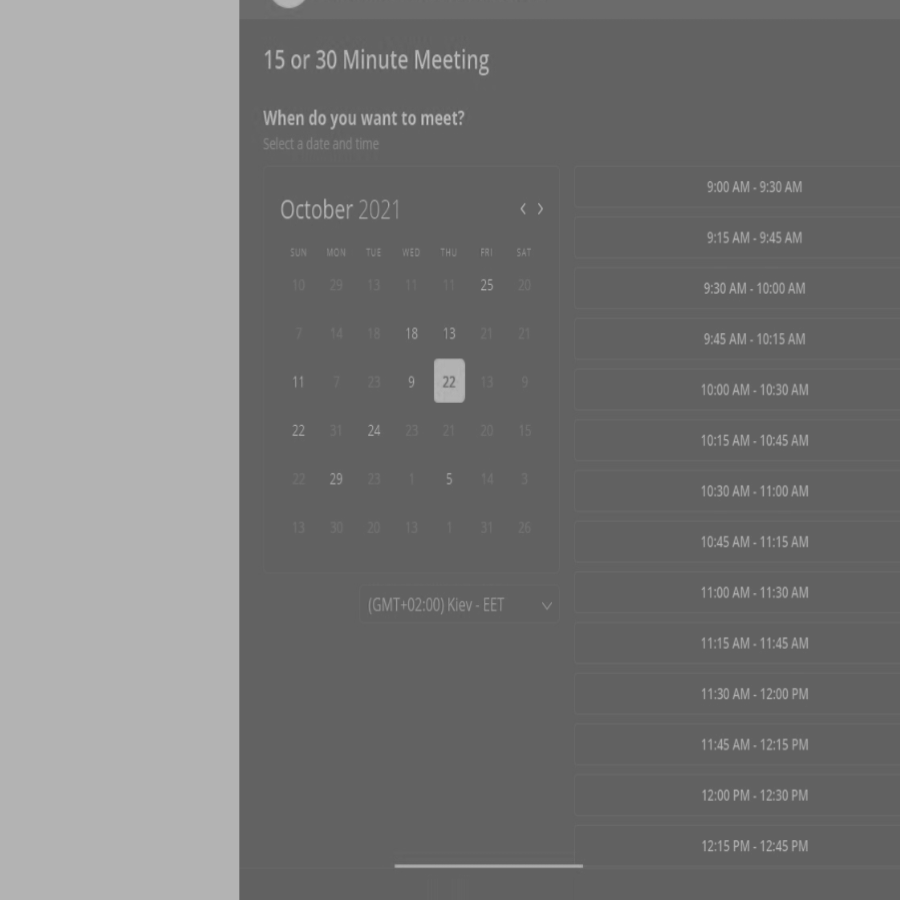 15 or 30 Minute Meeting
When do you want to meet?
Select a date and time
October 2021
SUN MON TUE WED THU FRI SAT
10 29 13 11 11 25 20
7 14 18 18 13 21 21
11 7 23 9 22 13 9
22 31 24 23 21 20 15
22 29 23 1 5 14 3
13 30 20 13 1 31 26
(GMT+02:00) Kiev - EET
9:00 AM - 9:30 AM
9:15 AM - 9:45 AM
9:30 AM - 10:00 AM
9:45 AM - 10:15 AM
10:00 AM - 10:30 AM
10:15 AM - 10:45 AM
10:30 AM - 11:00 AM
10:45 AM - 11:15 AM
11:00 AM - 11:30 AM
11:15 AM - 11:45 AM
11:30 AM - 12:00 PM
11:45 AM - 12:15 PM
12:00 PM - 12:30 PM
12:15 PM - 12:45 PM